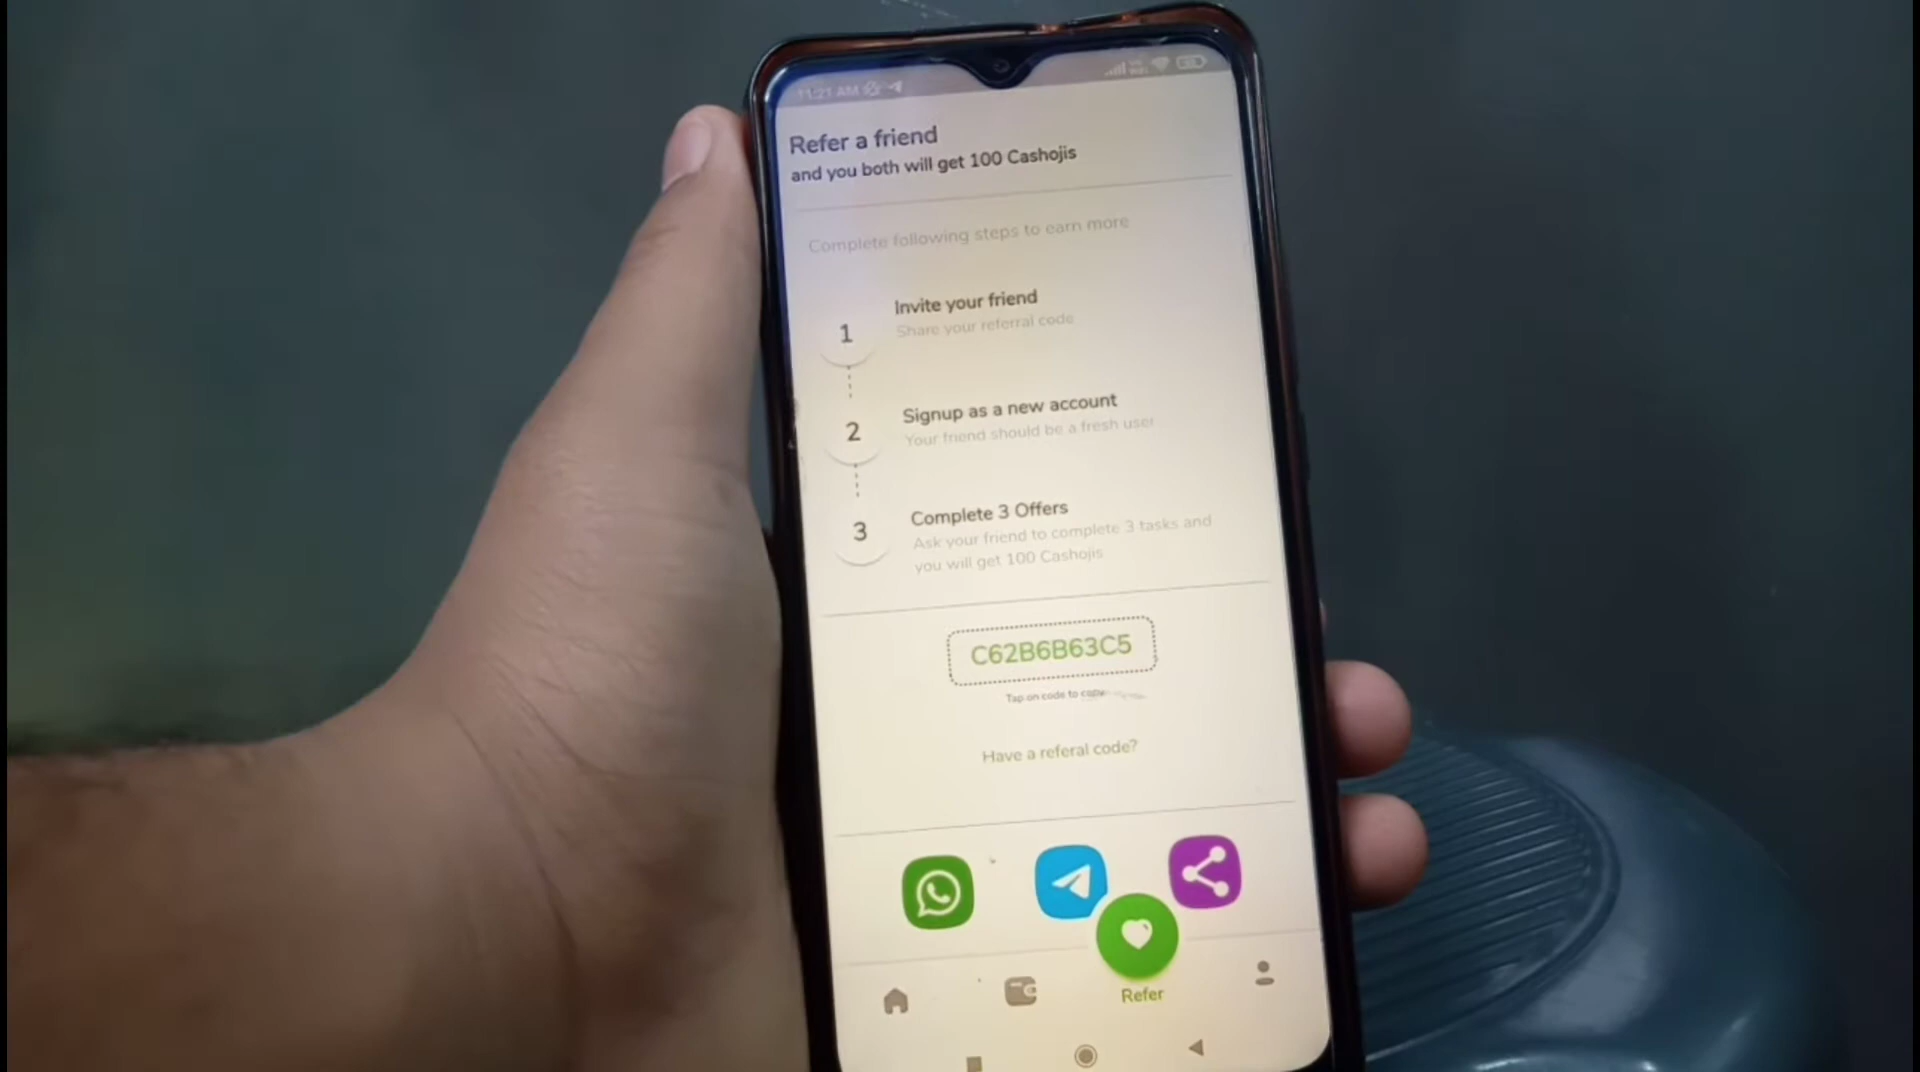 11:21 AM
Refer a friend
and you both will get 100 Cashojis
Complete following steps to earn more
1
Invite your friend
Share your referral code
2
Signup as a new account
Your friend should be a fresh user
3
Complete 3 Offers
Ask your friend to complete 3 tasks and
you will get 100 Cashojis
C62B6B63C5
Tap on code to copy
Have a referal code?
Refer